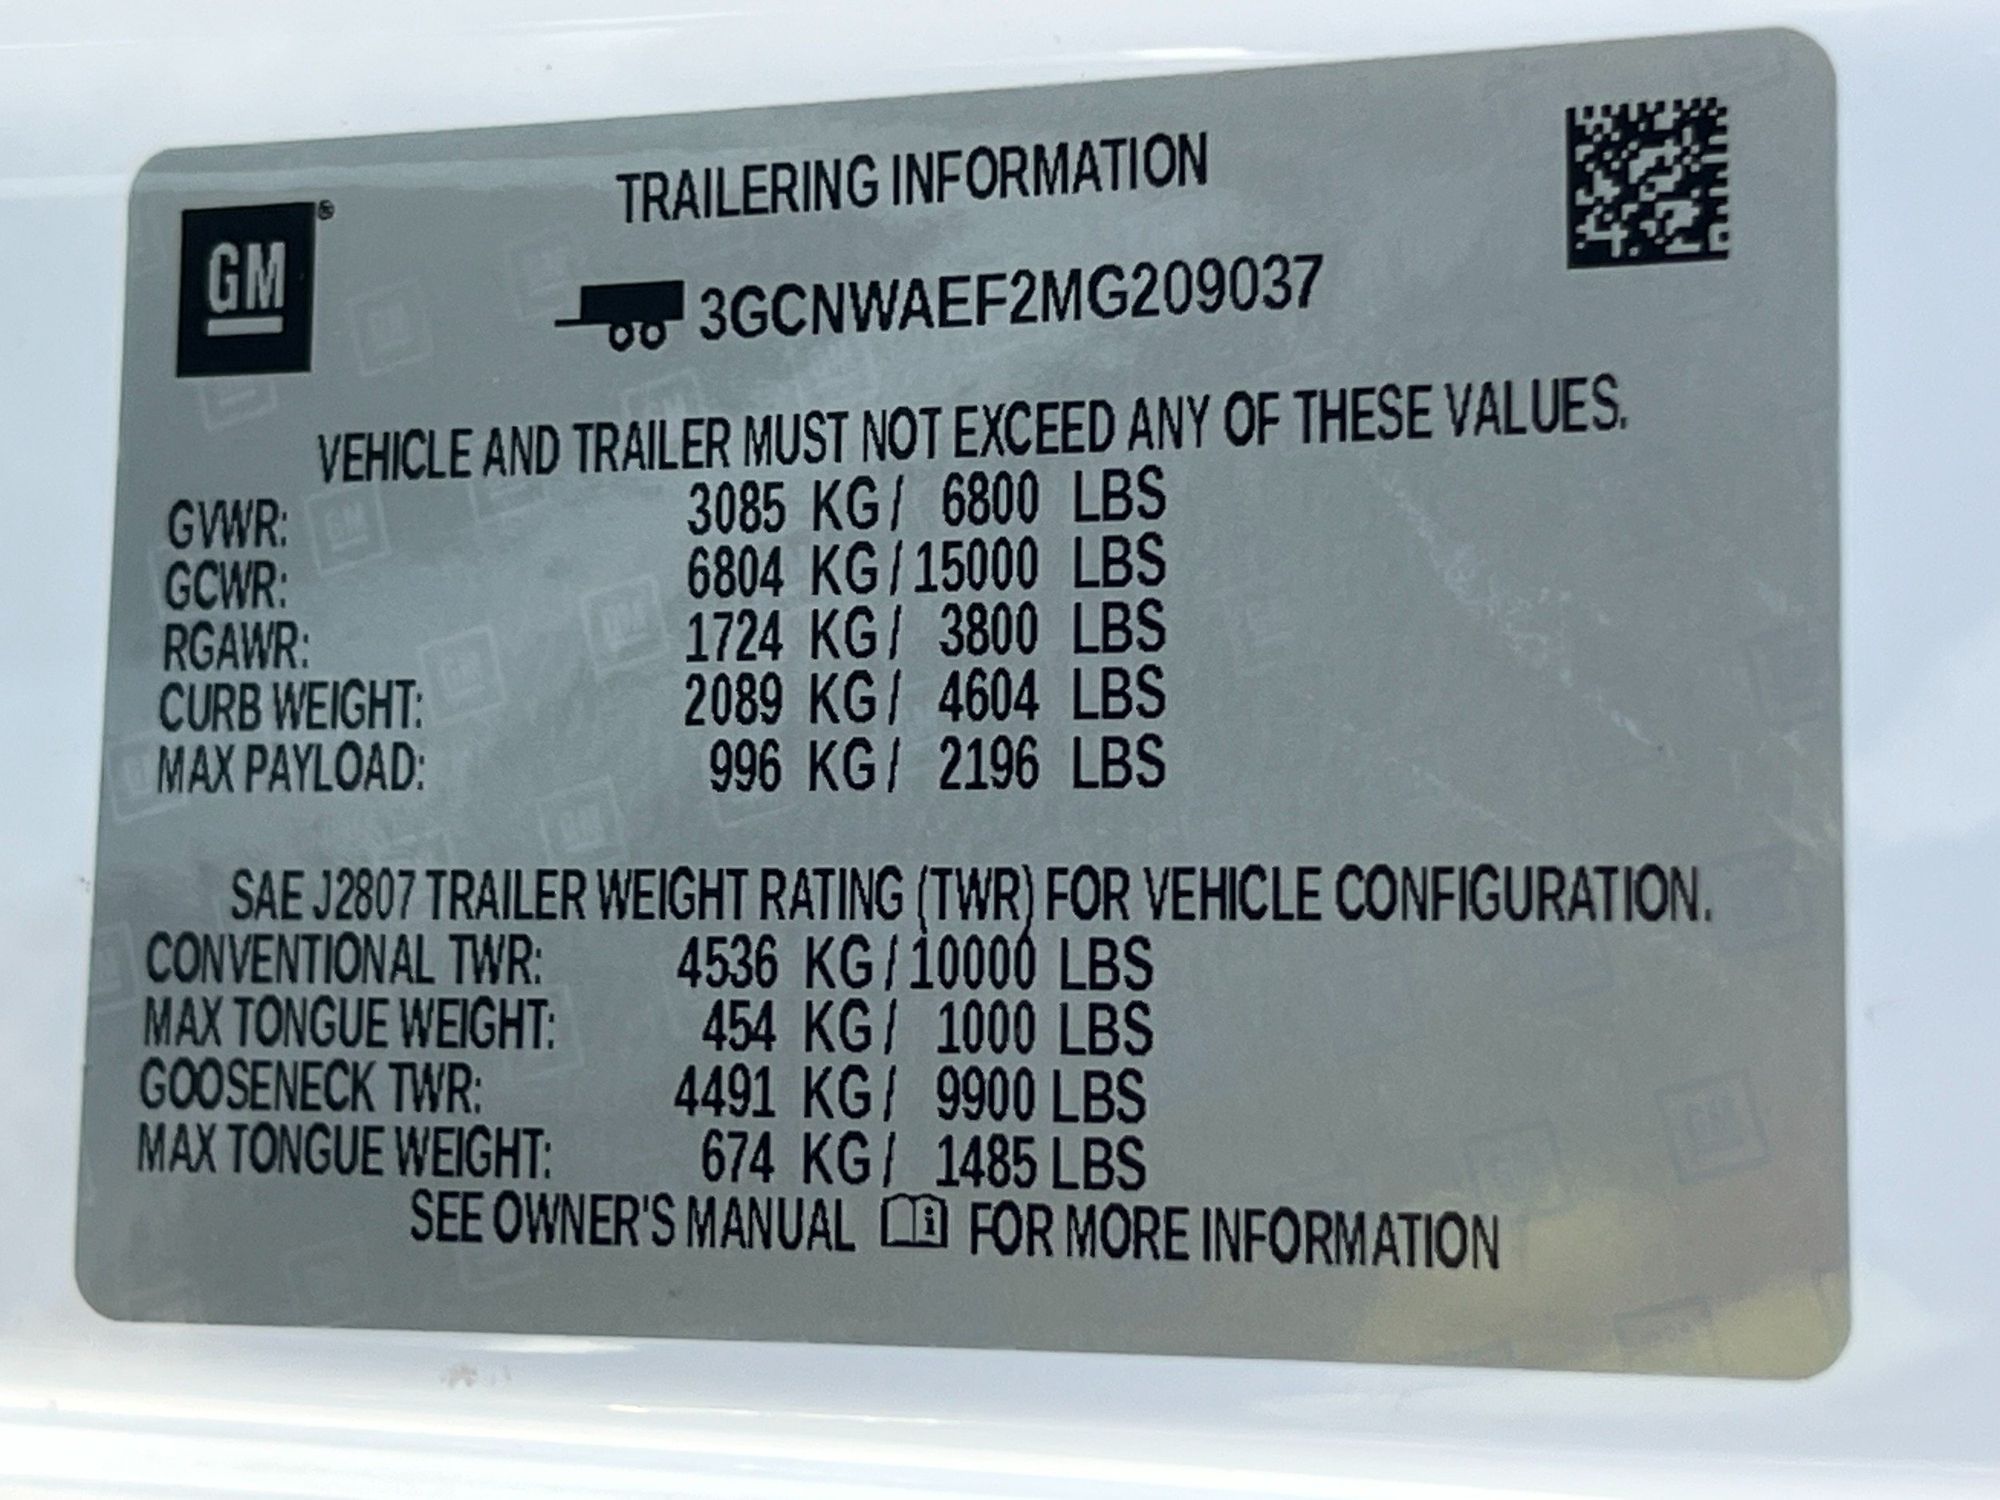 GM ®
TRAILERING INFORMATION
3GCNWAEF2MG209037
VEHICLE AND TRAILER MUST NOT EXCEED ANY OF THESE VALUES.
GVWR: 3085 KG / 6800 LBS
GCWR: 6804 KG / 15000 LBS
RGAWR: 1724 KG / 3800 LBS
CURB WEIGHT: 2089 KG / 4604 LBS
MAX PAYLOAD: 996 KG / 2196 LBS
SAE J2807 TRAILER WEIGHT RATING (TWR) FOR VEHICLE CONFIGURATION.
CONVENTIONAL TWR: 4536 KG / 10000 LBS
MAX TONGUE WEIGHT: 454 KG / 1000 LBS
GOOSENECK TWR: 4491 KG / 9900 LBS
MAX TONGUE WEIGHT: 674 KG / 1485 LBS
SEE OWNER'S MANUAL i FOR MORE INFORMATION